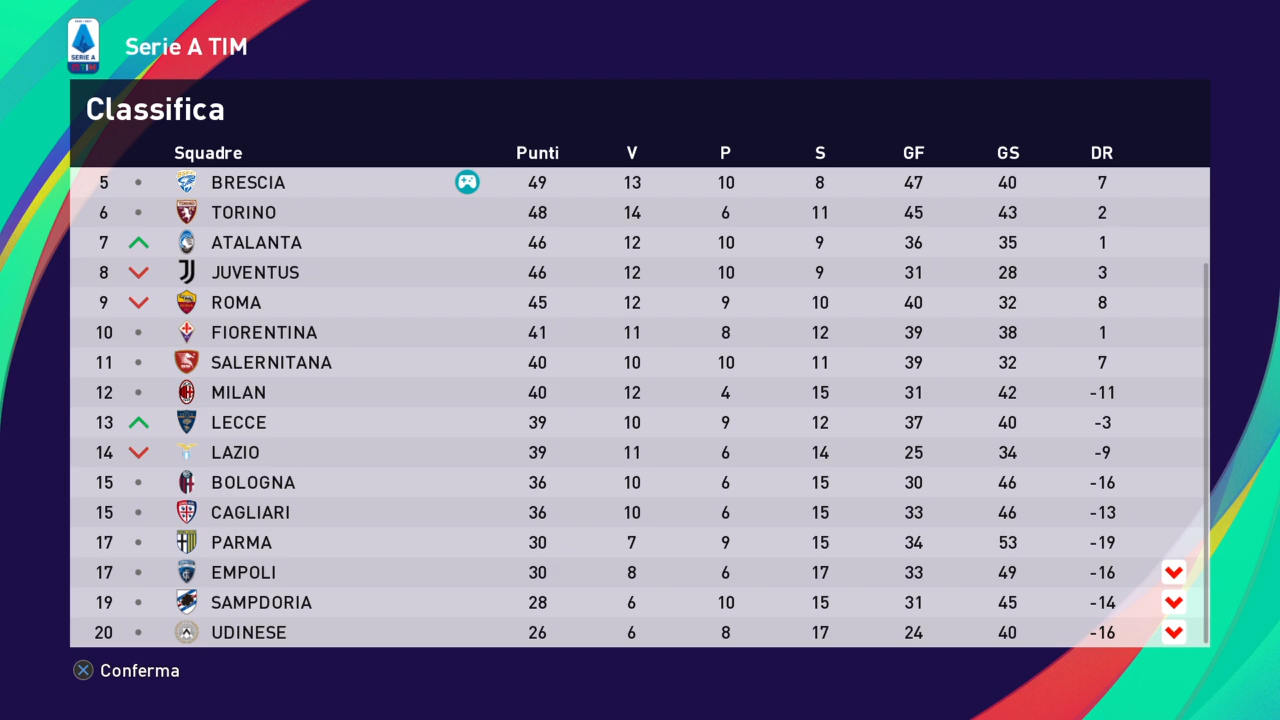 SERIE A
TIM
Serie A TIM
Classifica
Squadre Punti V P S GF GS DR
5 BRESCIA 49 13 10 8 47 40 7
6 TORINO 48 14 6 11 45 43 2
7 ATALANTA 46 12 10 9 36 35 1
8 JUVENTUS 46 12 10 9 31 28 3
9 ROMA 45 12 9 10 40 32 8
10 FIORENTINA 41 11 8 12 39 38 1
11 SALERNITANA 40 10 10 11 39 32 7
12 MILAN 40 12 4 15 31 42 -11
13 LECCE 39 10 9 12 37 40 -3
14 LAZIO 39 11 6 14 25 34 -9
15 BOLOGNA 36 10 6 15 30 46 -16
15 CAGLIARI 36 10 6 15 33 46 -13
17 PARMA 30 7 9 15 34 53 -19
17 EMPOLI 30 8 6 17 33 49 -16
19 SAMPDORIA 28 6 10 15 31 45 -14
20 UDINESE 26 6 8 17 24 40 -16
Conferma